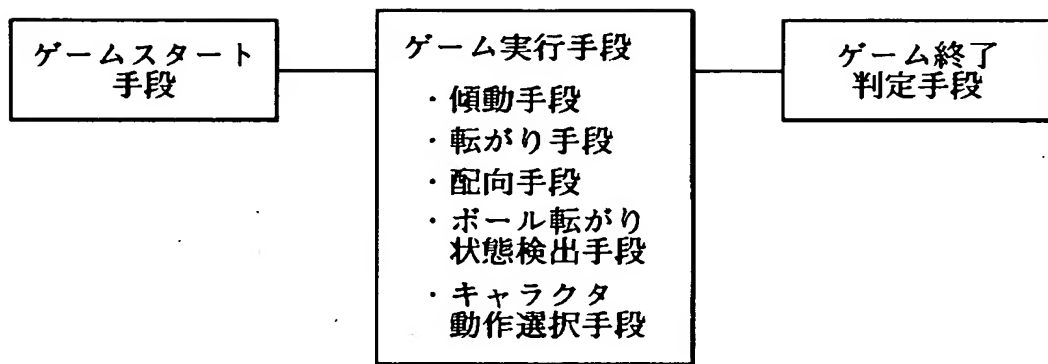 ゲームスタート
手段
ゲーム実行手段
・傾動手段
・転がり手段
・配向手段
・ボール転がり
状態検出手段
・キャラクタ
動作選択手段
ゲーム終了
判定手段